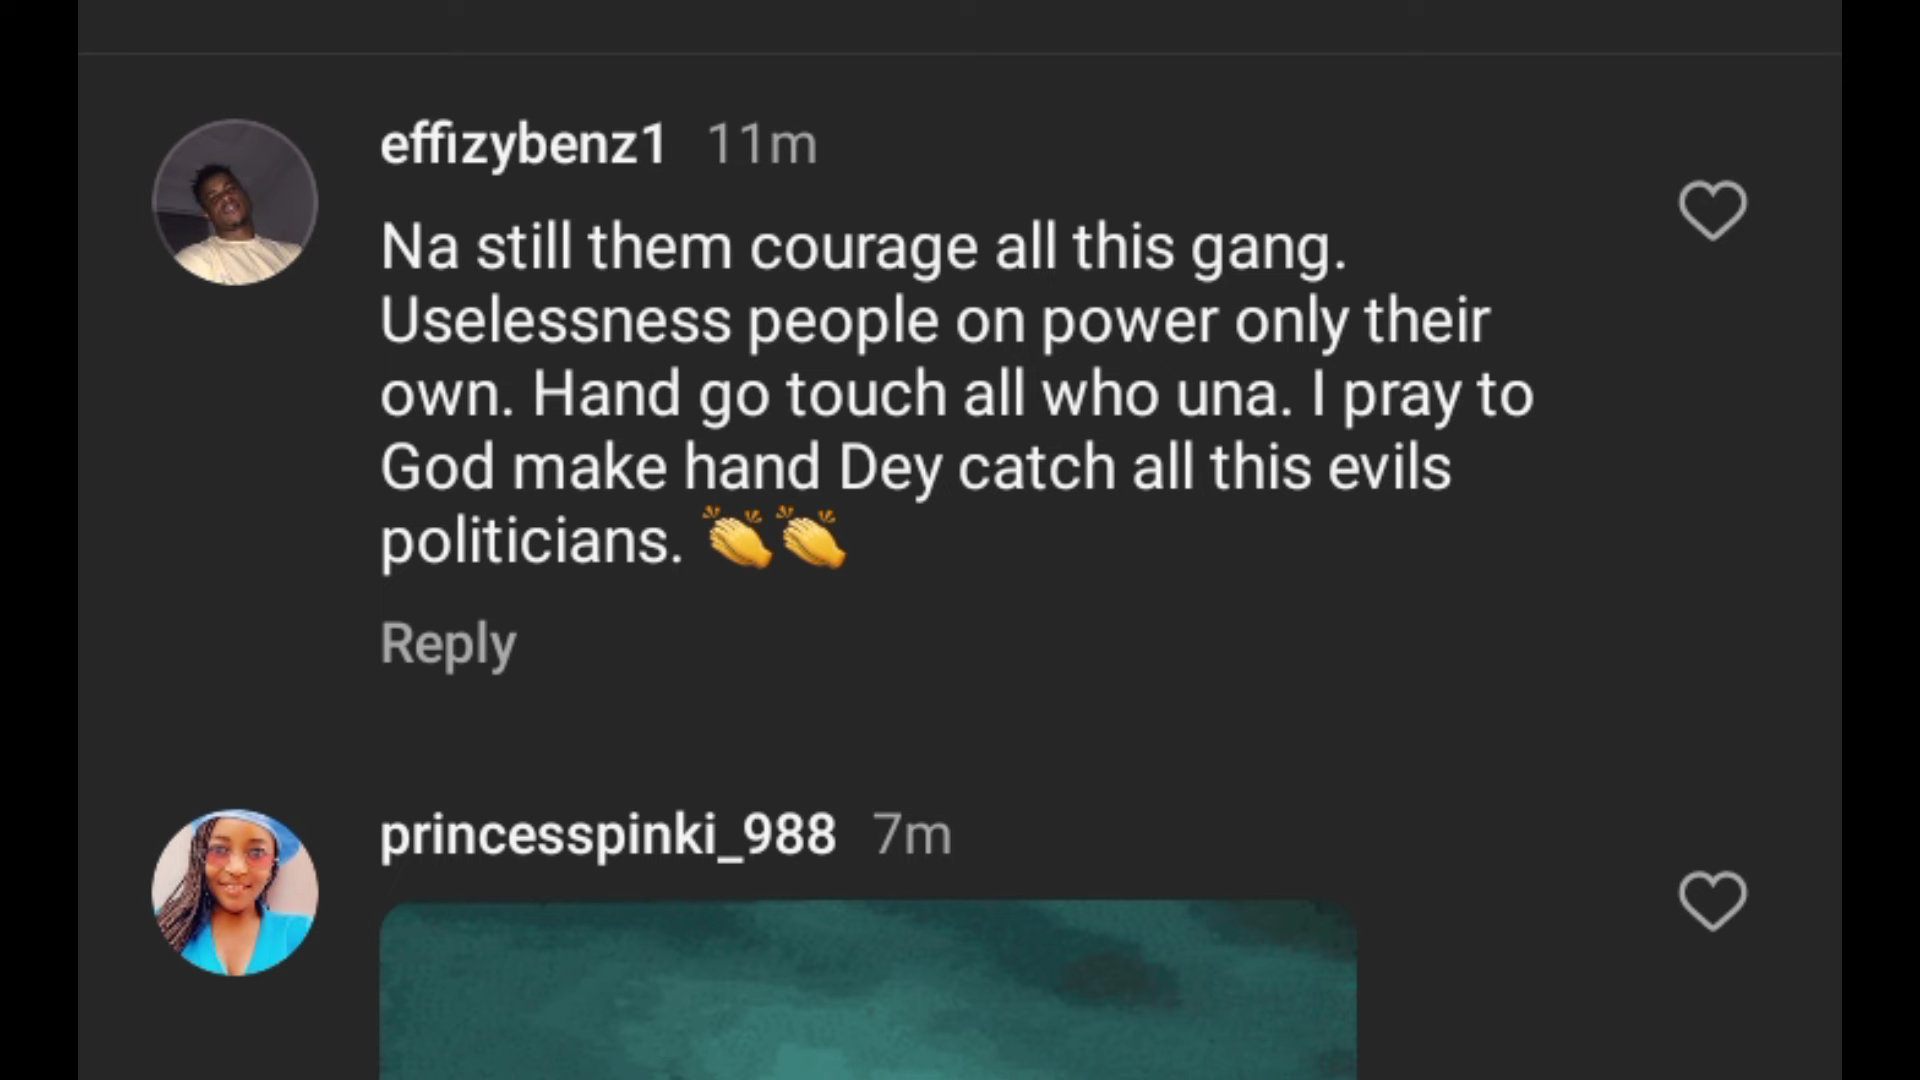 effizybenz1 11m
Na still them courage all this gang.
Uselessness people on power only their
own. Hand go touch all who una. I pray to
God make hand Dey catch all this evils
politicians. 👏👏
Reply
princesspinki_988 7m